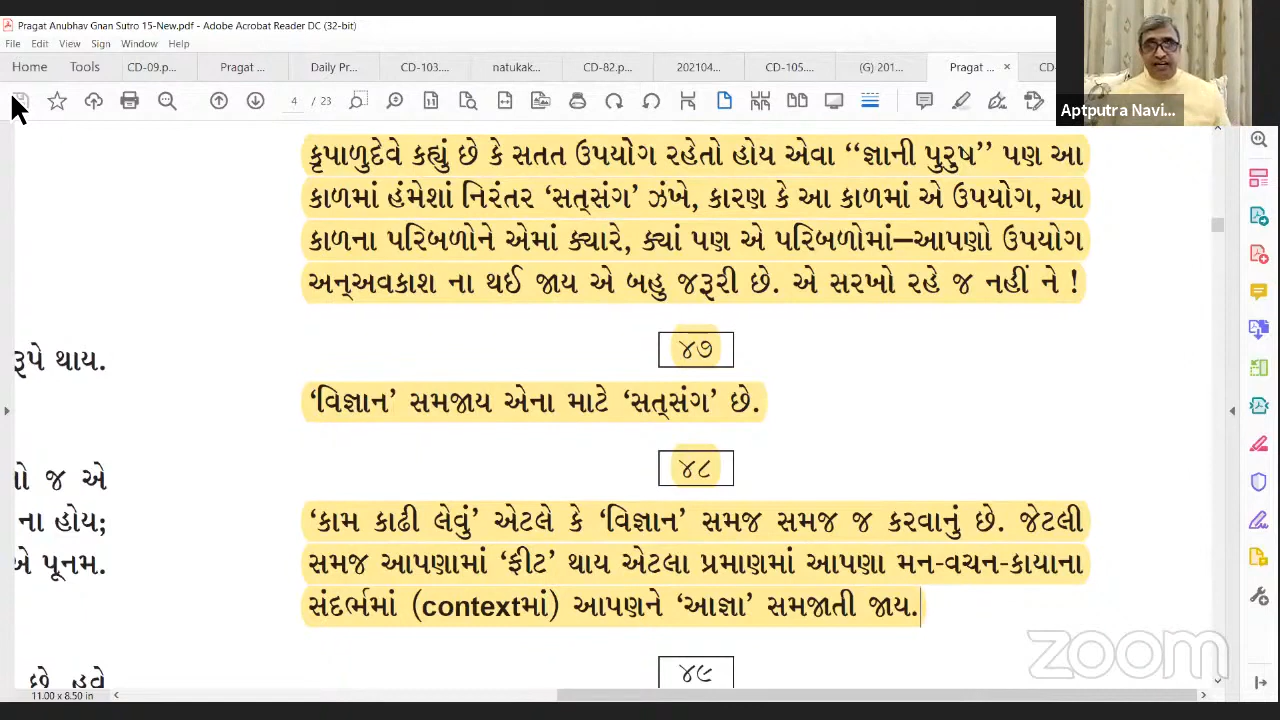 Pragat Anubhav Gnan Sutro 15-New.pdf - Adobe Acrobat Reader DC (32-bit)
File Edit View Sign Window Help
Home Tools CD-09.p... Pragat ... Daily Pr CD-103... natukak... CD-82.p... 202104... CD-105.... (G) 201... Pragat ... ×
4 / 23
Aptputra Navi...
કૃપાળુદેવે કહ્યું છે કે સતત ઉપયોગ રહેતો હોય એવા “જ્ઞાની પુરુષ” પણ આ
કાળમાં હંમેશાં નિરંતર ‘સત્‌સંગ’ ઝંખે, કારણ કે આ કાળમાં એ ઉપયોગ, આ
કાળના પરિબળોને એમાં ક્યારે, ક્યાં પણ એ પરિબળોમાં—આપણો ઉપયોગ
અન્‌અવકાશ ના થઈ જાય એ બહુ જરૂરી છે. એ સરખો રહે જ નહીં ને !
૪૭
રૂપે થાય.
‘વિજ્ઞાન’ સમજાય એના માટે ‘સત્‌સંગ’ છે.
૪૮
જ એ
ના હોય;
એ પૂનમ.
‘કામ કાઢી લેવું’ એટલે કે ‘વિજ્ઞાન’ સમજ સમજ જ કરવાનું છે. જેટલી
સમજ આપણામાં ‘ફીટ’ થાય એટલા પ્રમાણમાં આપણા મન-વચન-કાયાના
સંદર્ભમાં (contextમાં) આપણને ‘આજ્ઞા’ સમજાતી જાય.
૪૯
zoom
11.00 x 8.50 in